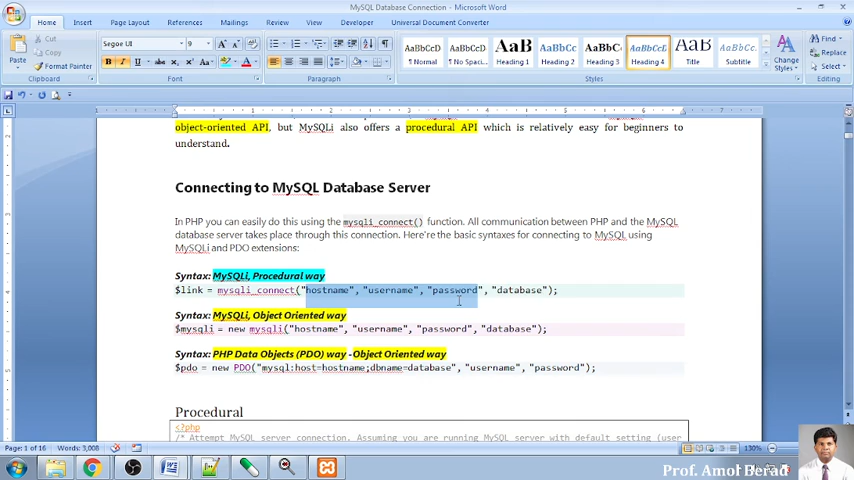 MySQL Database Connection - Microsoft Word
Home Insert Page Layout References Mailings Review View Developer Universal Document Converter
Cut
Copy
Paste
Format Painter
Clipboard
Segoe UI 9
Font
Paragraph
AaBbCcD AaBbCcD AaB AaBbCc AaBbCc AaBbCcL AaB AaBbCc
¶ Normal ¶ No Spaci... Heading 1 Heading 2 Heading 3 Heading 4 Title Subtitle
Change Styles
Styles
Find
Replace
Select
Editing
object-oriented API, but MySQLi also offers a procedural API which is relatively easy for beginners to
understand.
Connecting to MySQL Database Server
In PHP you can easily do this using the mysqli_connect() function. All communication between PHP and the MySQL
database server takes place through this connection. Here're the basic syntaxes for connecting to MySQL using
MySQLi and PDO extensions:
Syntax: MySQLi, Procedural way
$link = mysqli_connect("hostname", "username", "password", "database");
Syntax: MySQLi, Object Oriented way
$mysqli = new mysqli("hostname", "username", "password", "database");
Syntax: PHP Data Objects (PDO) way - Object Oriented way
$pdo = new PDO("mysql:host=hostname;dbname=database", "username", "password");
Procedural
<?php
/* Attempt MySQL server connection. Assuming you are running MySQL server with default setting (user
Page: 1 of 16 Words: 3,008 130%
Prof. Amol Berad